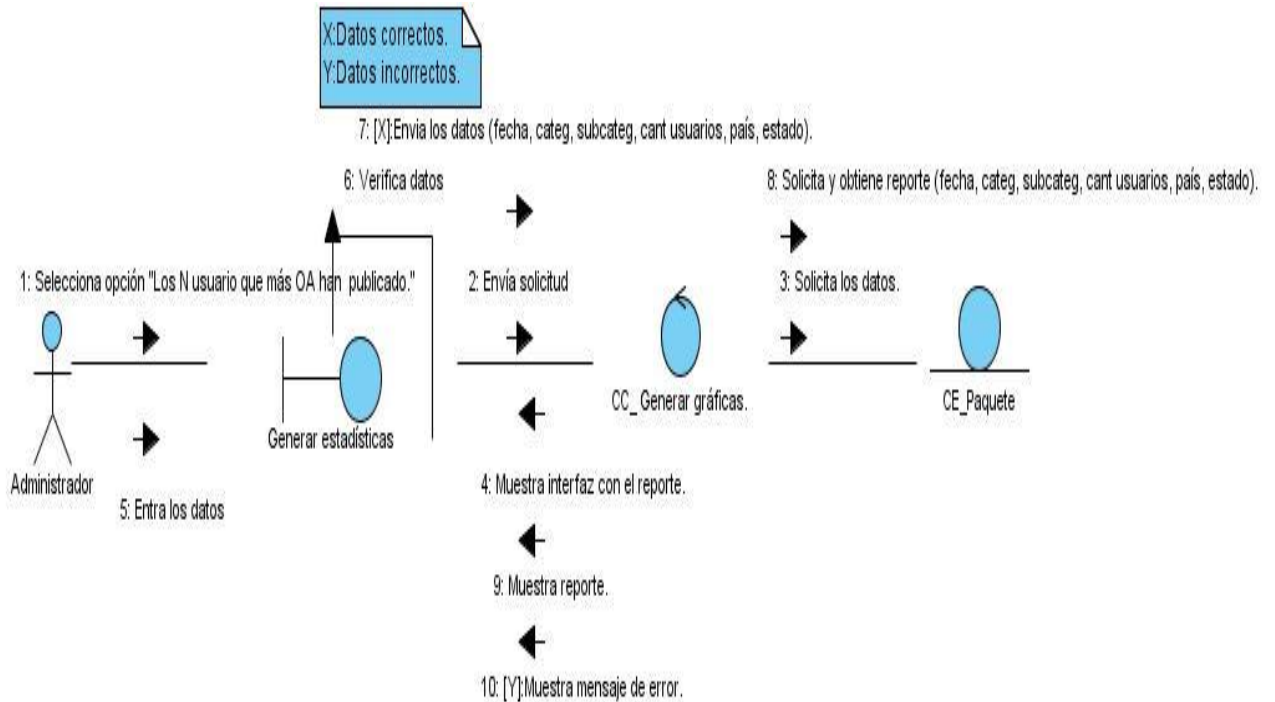 X:Datos correctos.
Y:Datos incorrectos.
7: [X]:Envia los datos (fecha, categ, subcateg, cant usuarios, país, estado).
6: Verifica datos
8: Solicita y obtiene reporte (fecha, categ, subcateg, cant usuarios, país, estado).
1: Selecciona opción "Los N usuario que más OA han publicado."
2: Envía solicitud
3: Solicita los datos.
CC_ Generar gráficas.
CE_Paquete
Generar estadísticas
Administrador
4: Muestra interfaz con el reporte.
5: Entra los datos
9: Muestra reporte.
10: [Y]:Muestra mensaje de error.